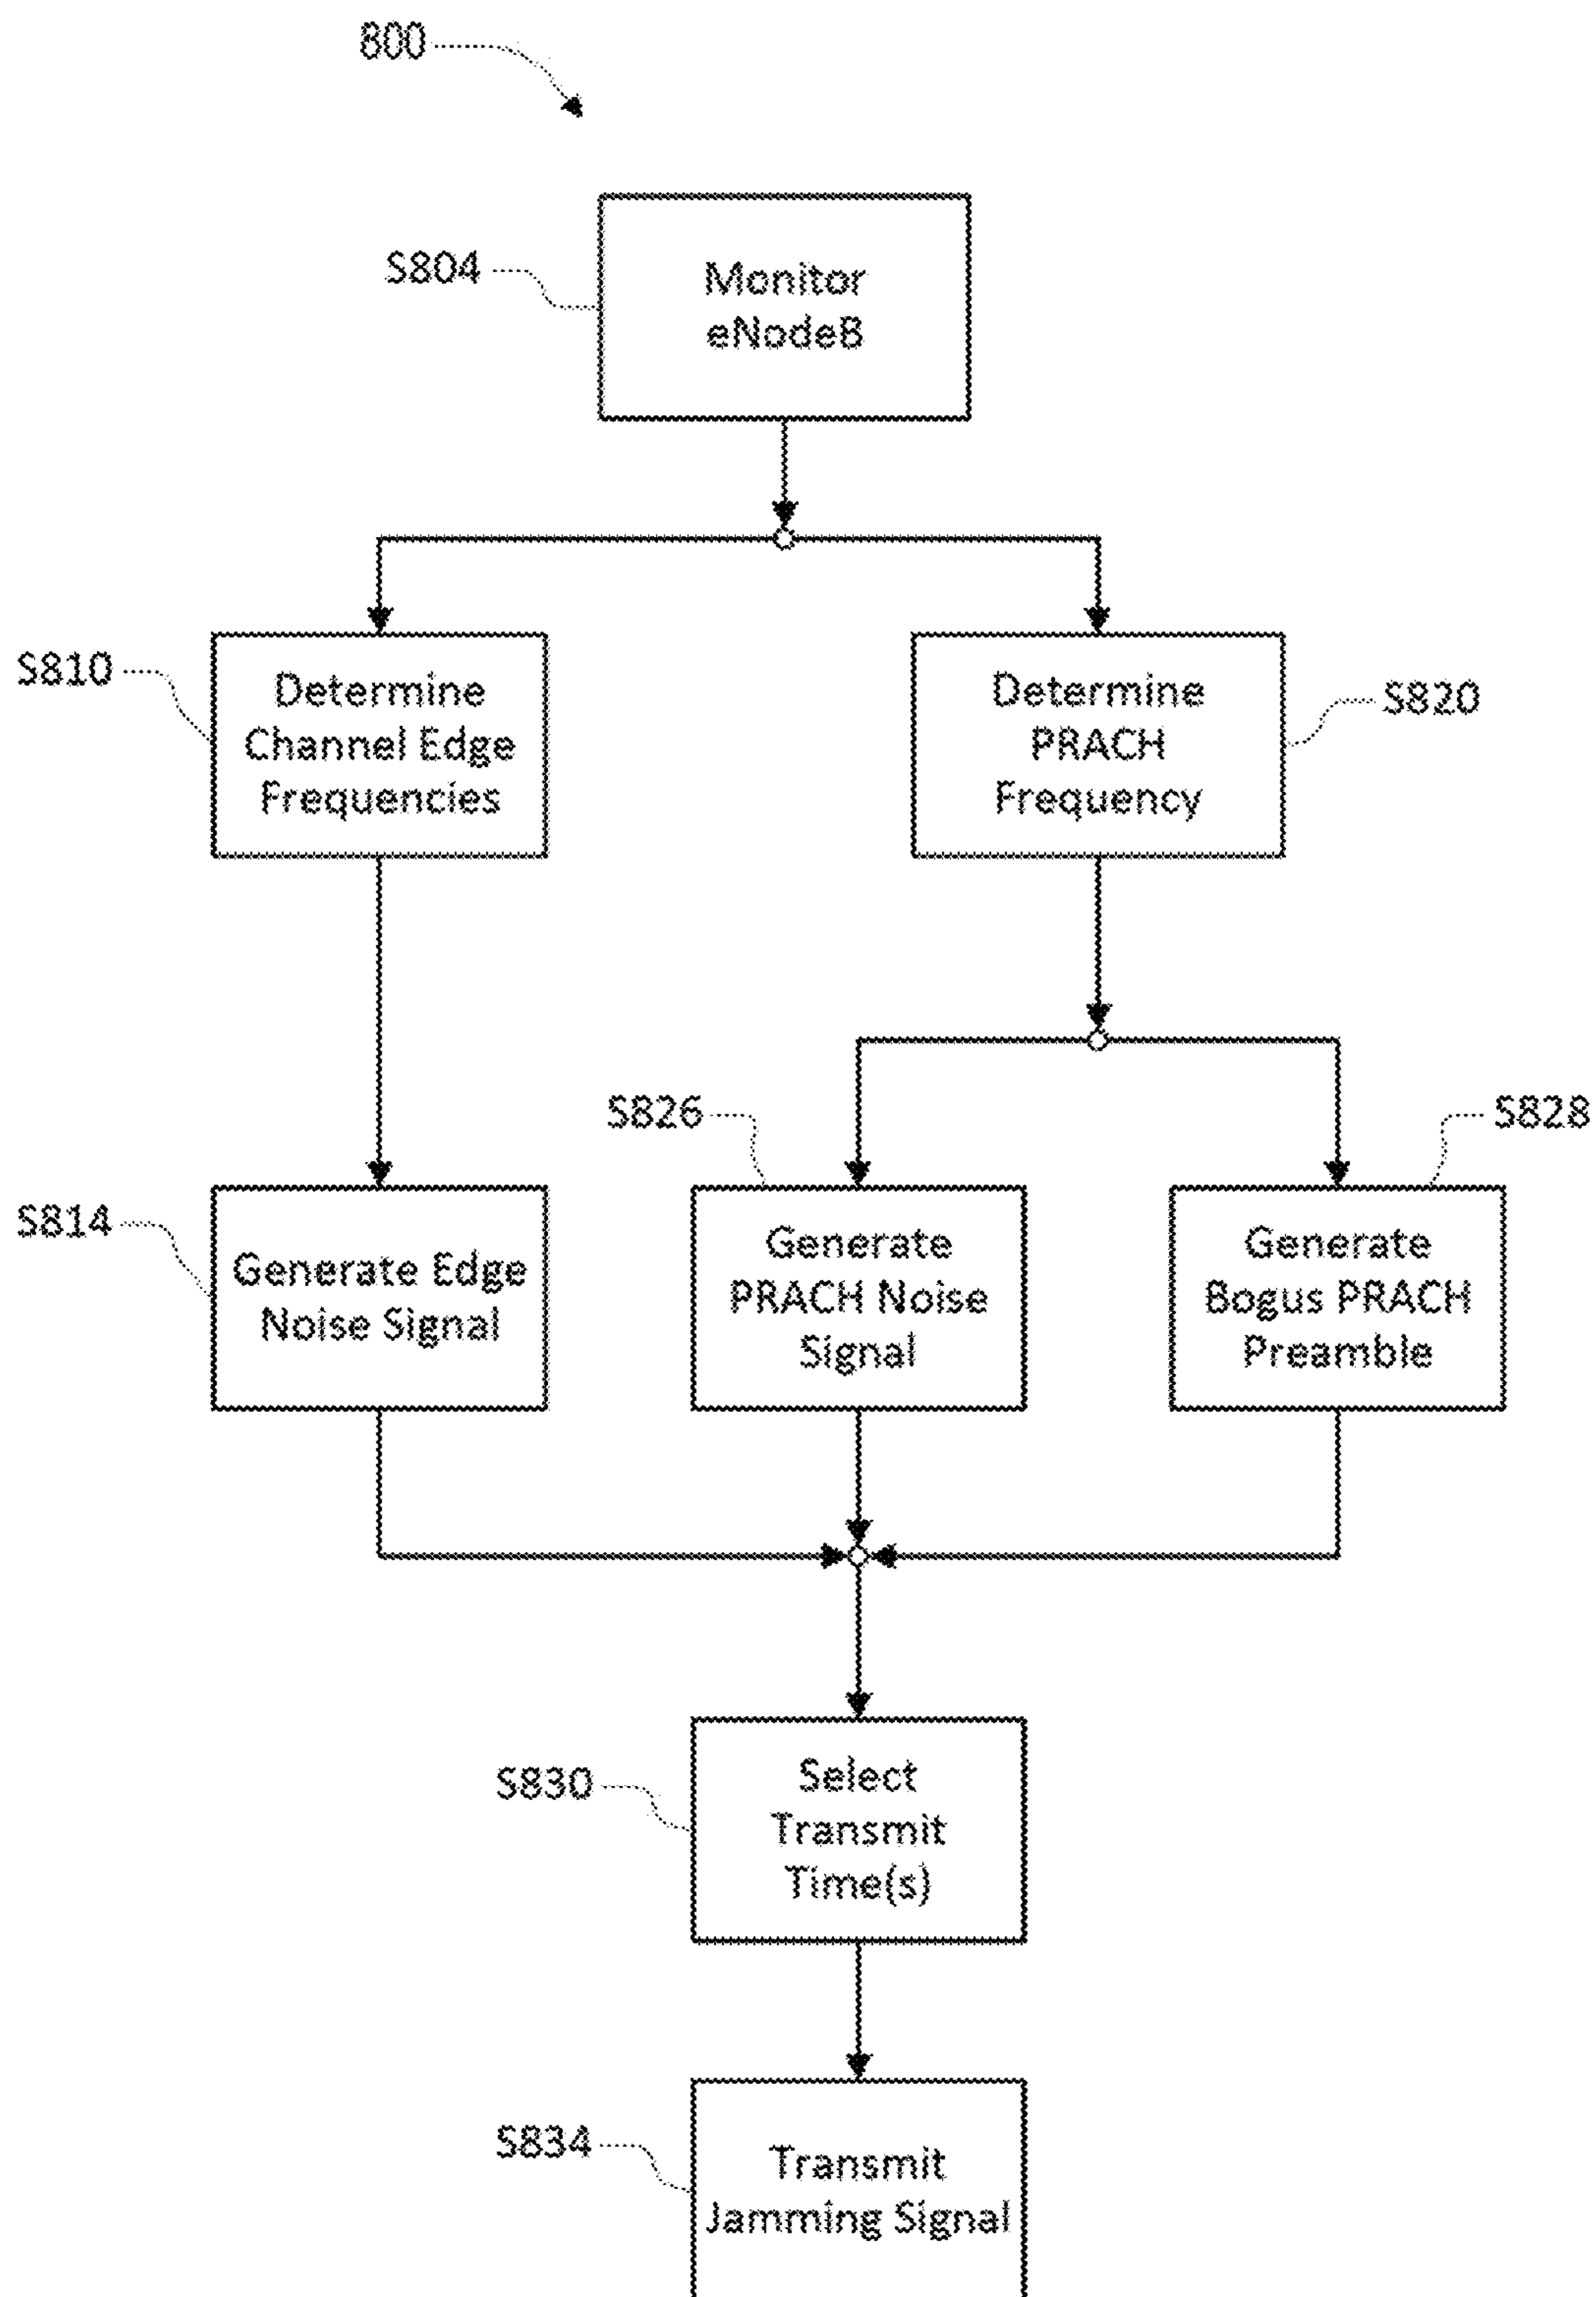 800
S804
Monitor
eNodeB
S810
Determine
Channel Edge
Frequencies
Determine
PRACH
Frequency
S820
S826
S828
S814
Generate Edge
Noise Signal
Generate
PRACH Noise
Signal
Generate
Bogus PRACH
Preamble
S830
Select
Transmit
Time(s)
S834
Transmit
Jamming Signal